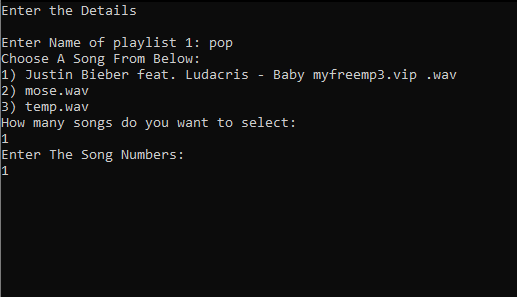 Enter the Details
Enter Name of playlist 1: pop
Choose A Song From Below:
1) Justin Bieber feat. Ludacris - Baby myfreemp3.vip .wav
2) mose.wav
3) temp.wav
How many songs do you want to select:
1
Enter The Song Numbers:
1